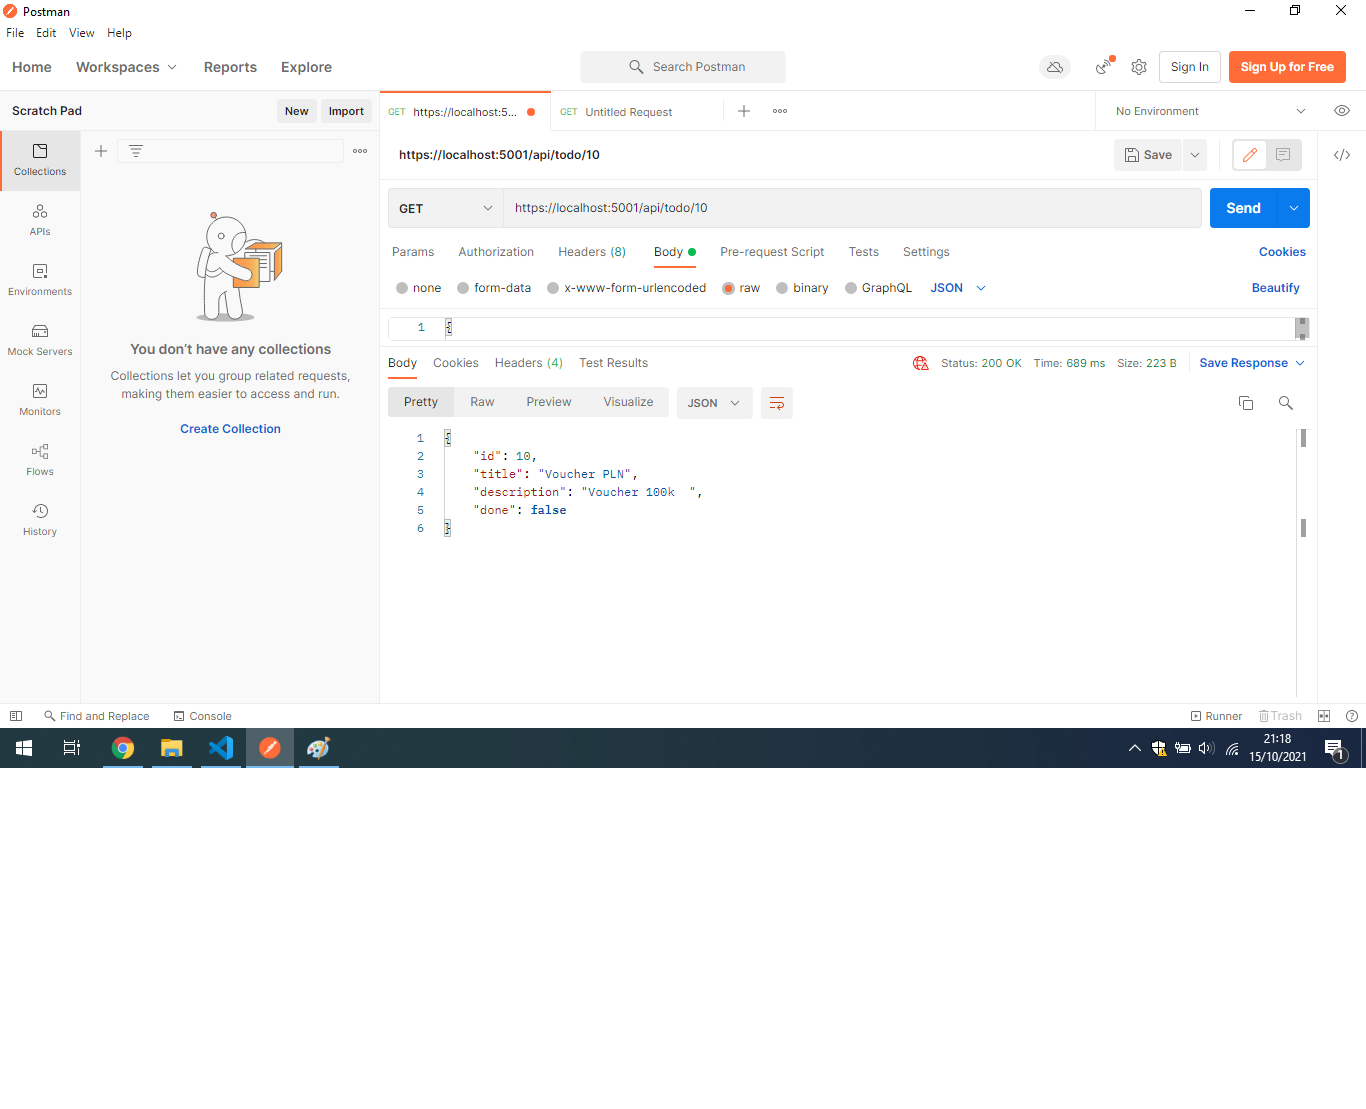 Postman
File Edit View Help
Home Workspaces Reports Explore Search Postman Sign In Sign Up for Free
Scratch Pad New Import GET https://localhost:5... GET Untitled Request No Environment
Collections
APIs
Environments
Mock Servers
Monitors
Flows
History
You don't have any collections
Collections let you group related requests,
making them easier to access and run.
Create Collection
https://localhost:5001/api/todo/10 Save
GET https://localhost:5001/api/todo/10 Send
Params Authorization Headers (8) Body Pre-request Script Tests Settings Cookies
none form-data x-www-form-urlencoded raw binary GraphQL JSON Beautify
1 {
Body Cookies Headers (4) Test Results Status: 200 OK Time: 689 ms Size: 223 B Save Response
Pretty Raw Preview Visualize JSON
1 {
2 "id": 10,
3 "title": "Voucher PLN",
4 "description": "Voucher 100k  ",
5 "done": false
6 }
Find and Replace Console Runner Trash
21:18
15/10/2021
1